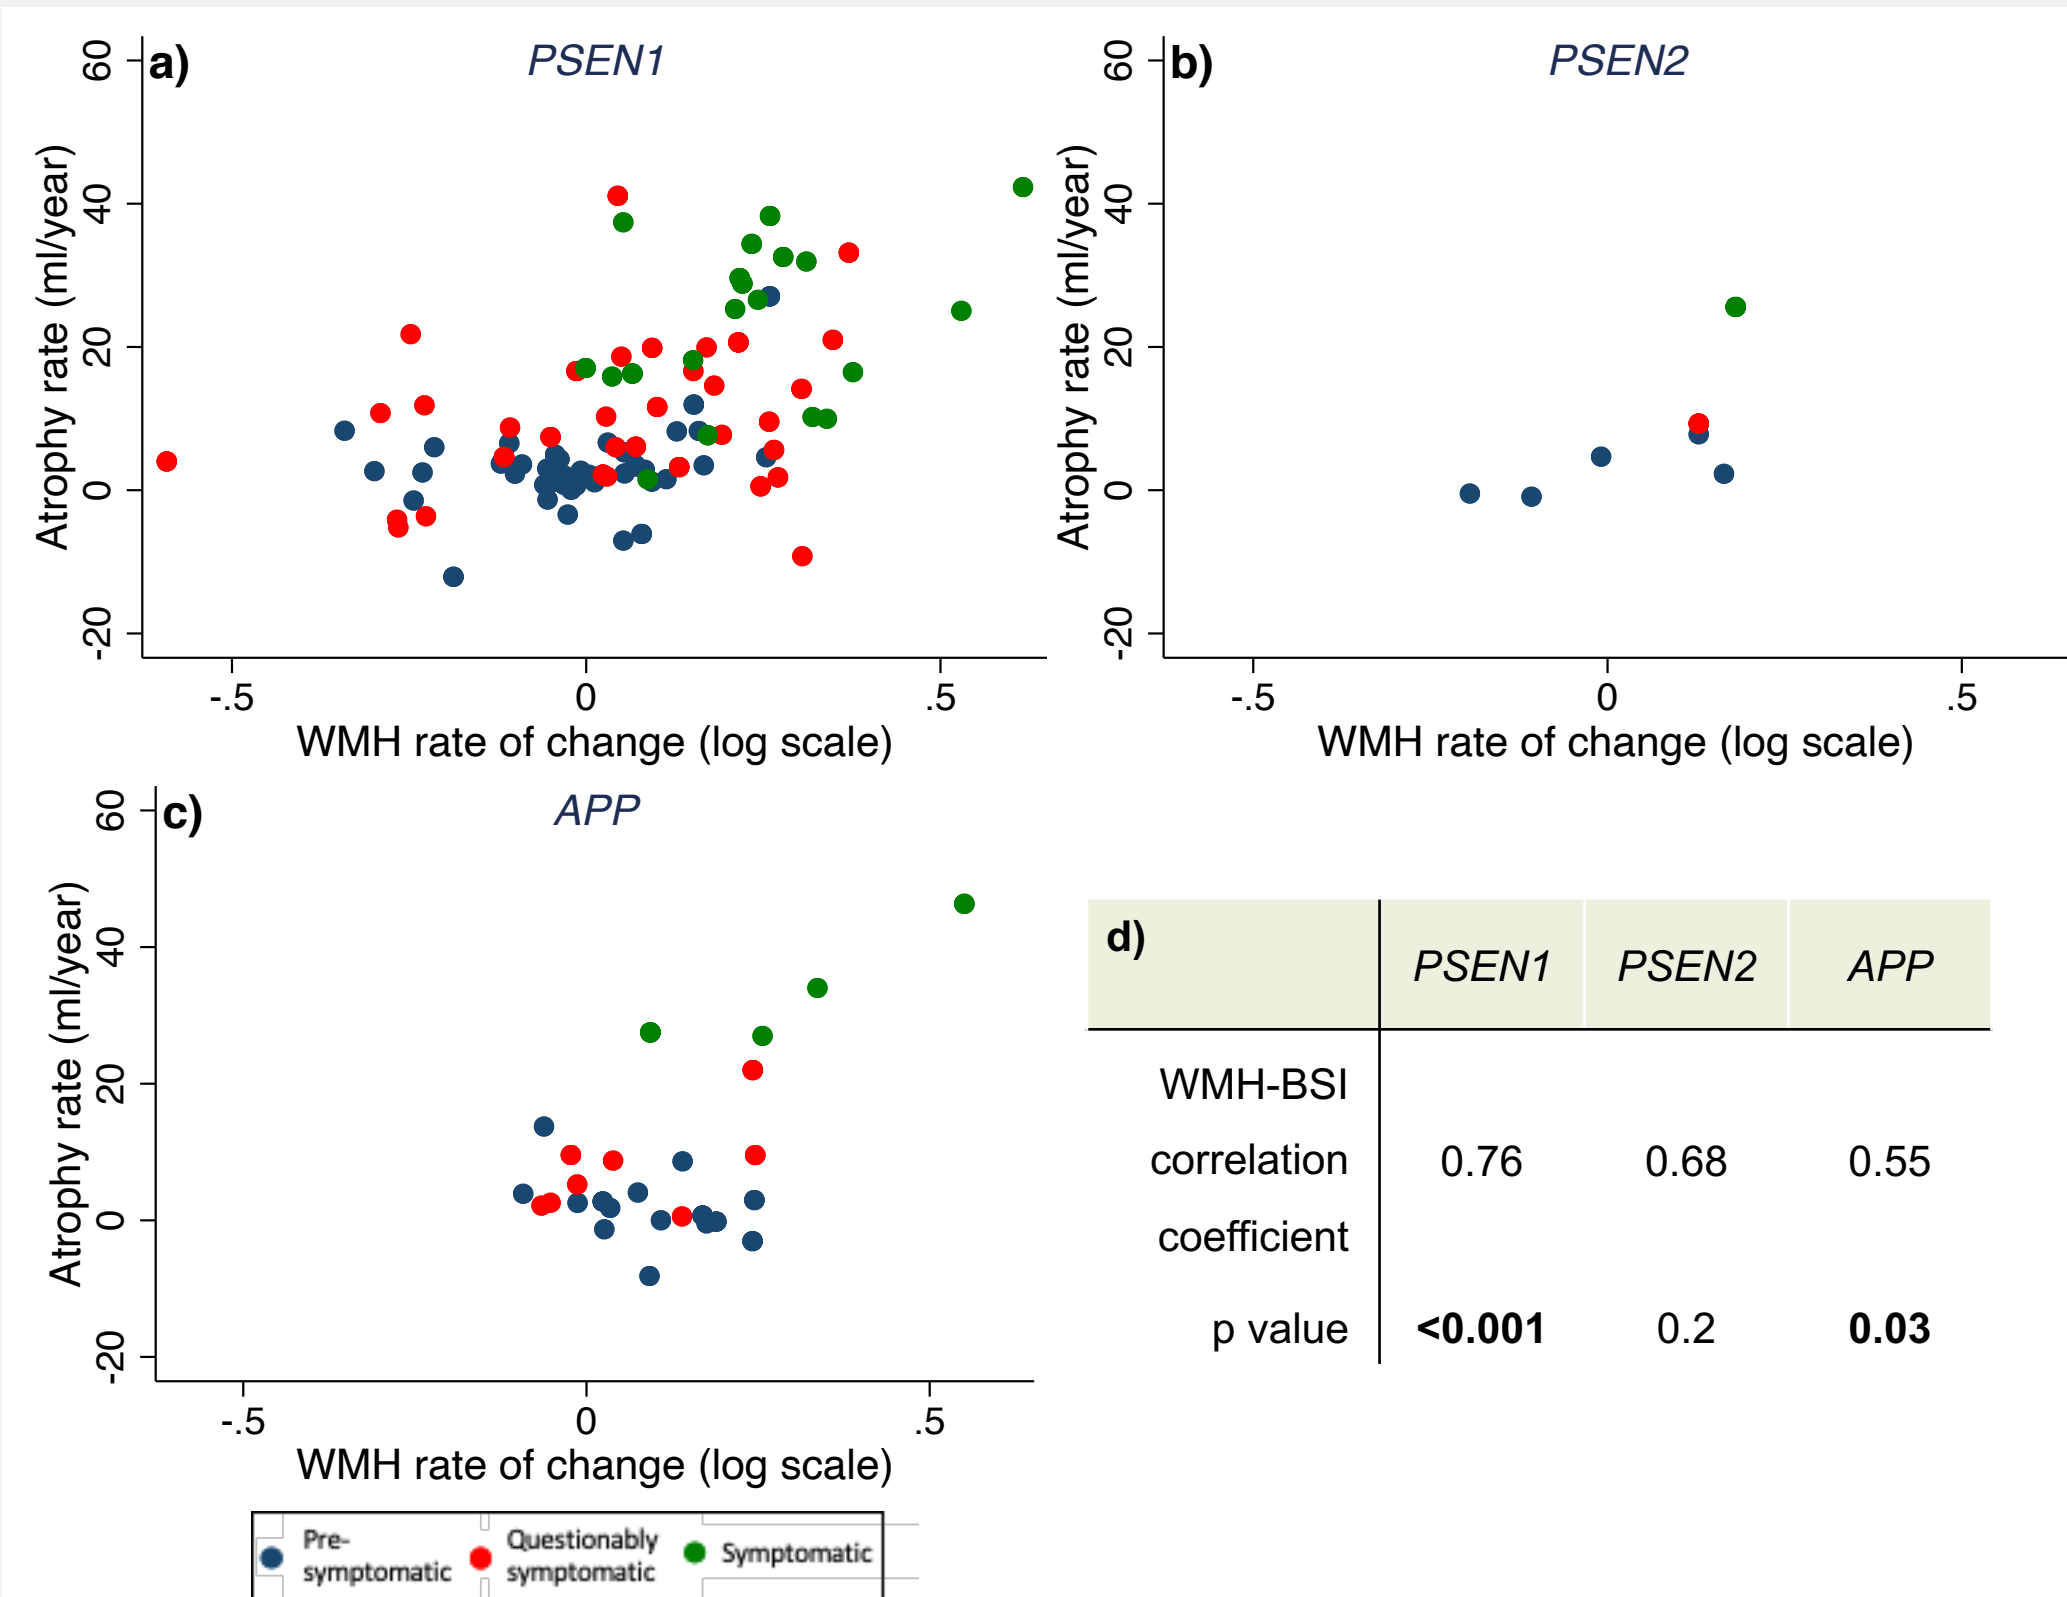 a)
PSEN1
60
40
20
0
-20
Atrophy rate (ml/year)
-.5
0
.5
WMH rate of change (log scale)
b)
PSEN2
60
40
20
0
-20
Atrophy rate (ml/year)
-.5
0
.5
WMH rate of change (log scale)
c)
APP
60
40
20
0
-20
Atrophy rate (ml/year)
-.5
0
.5
WMH rate of change (log scale)
Pre-
symptomatic
Questionably
symptomatic
Symptomatic
d)
PSEN1 PSEN2 APP
WMH-BSI
correlation 0.76 0.68 0.55
coefficient
p value <0.001 0.2 0.03